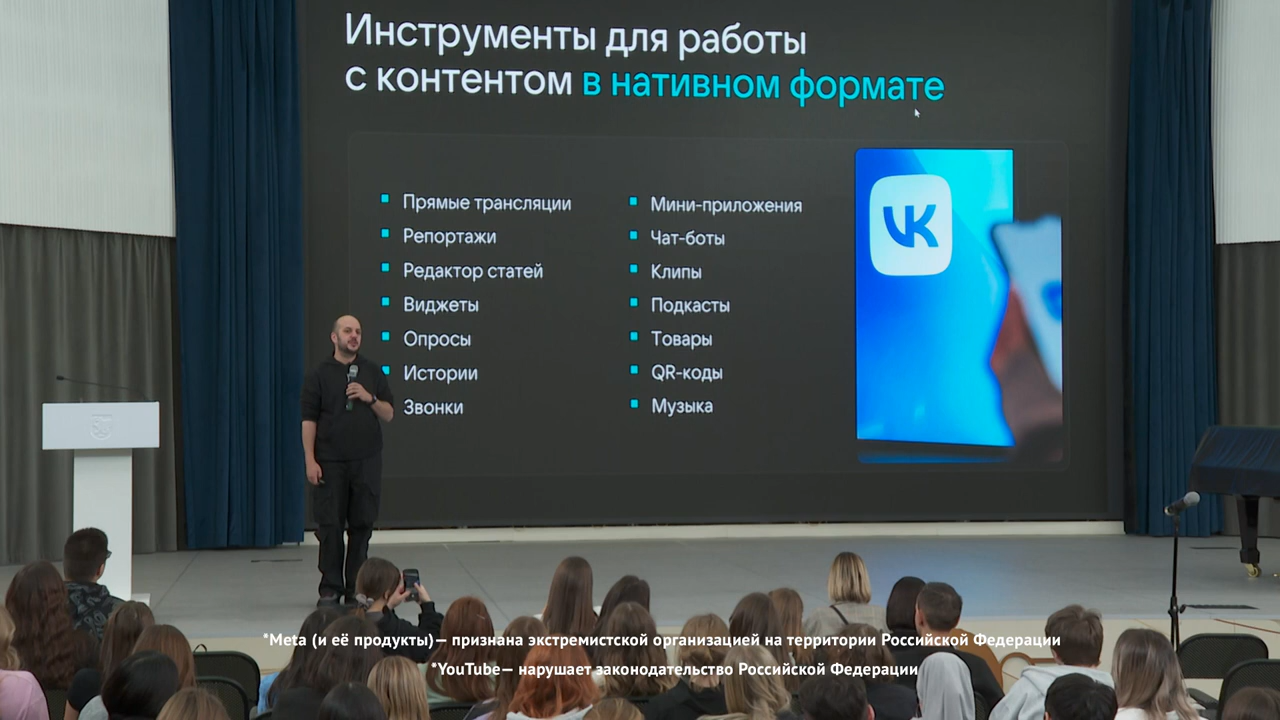 Инструменты для работы
с контентом в нативном формате
Прямые трансляции
Репортажи
Редактор статей
Виджеты
Опросы
Истории
Звонки
Мини-приложения
Чат-боты
Клипы
Подкасты
Товары
QR-коды
Музыка
VK
*Meta (и её продукты)— признана экстремистской организацией на территории Российской Федерации
*YouTube— нарушает законодательство Российской Федерации